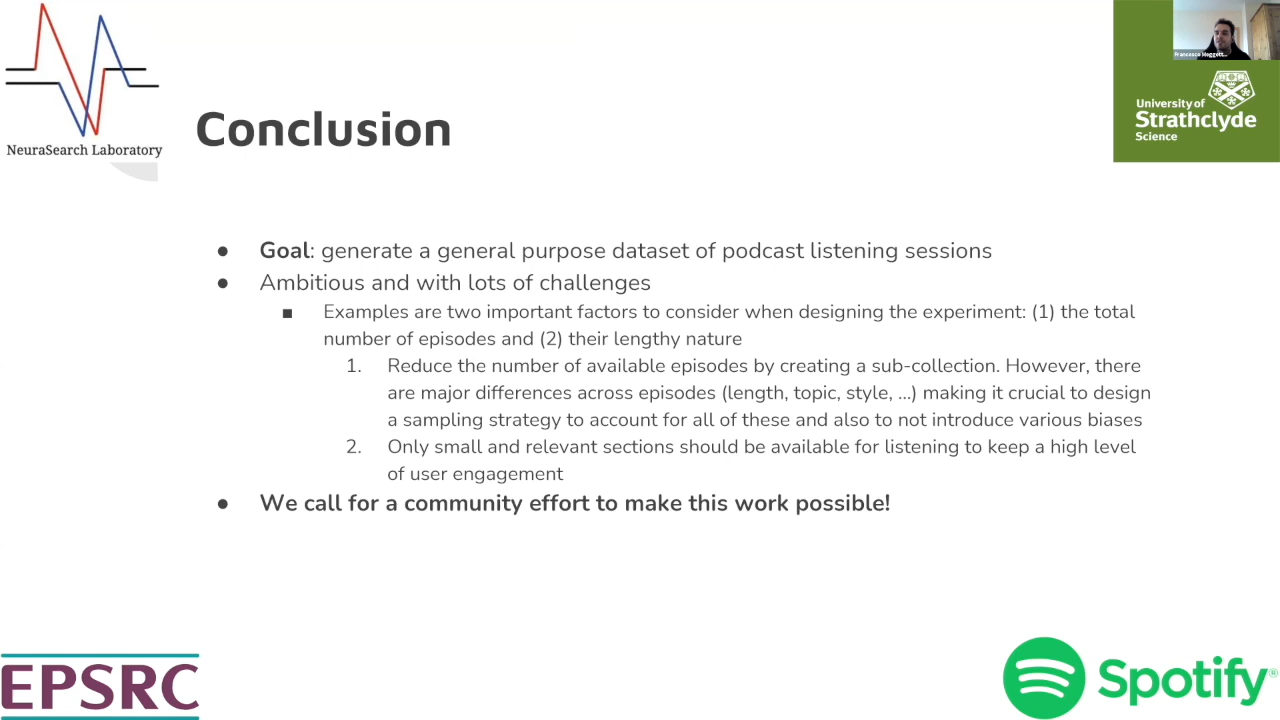 Francesco Meggett...
University of
Strathclyde
Science
NeuraSearch Laboratory
Conclusion
● Goal: generate a general purpose dataset of podcast listening sessions
● Ambitious and with lots of challenges
■ Examples are two important factors to consider when designing the experiment: (1) the total
number of episodes and (2) their lengthy nature
1. Reduce the number of available episodes by creating a sub-collection. However, there
are major differences across episodes (length, topic, style, ...) making it crucial to design
a sampling strategy to account for all of these and also to not introduce various biases
2. Only small and relevant sections should be available for listening to keep a high level
of user engagement
● We call for a community effort to make this work possible!
EPSRC
Spotify®